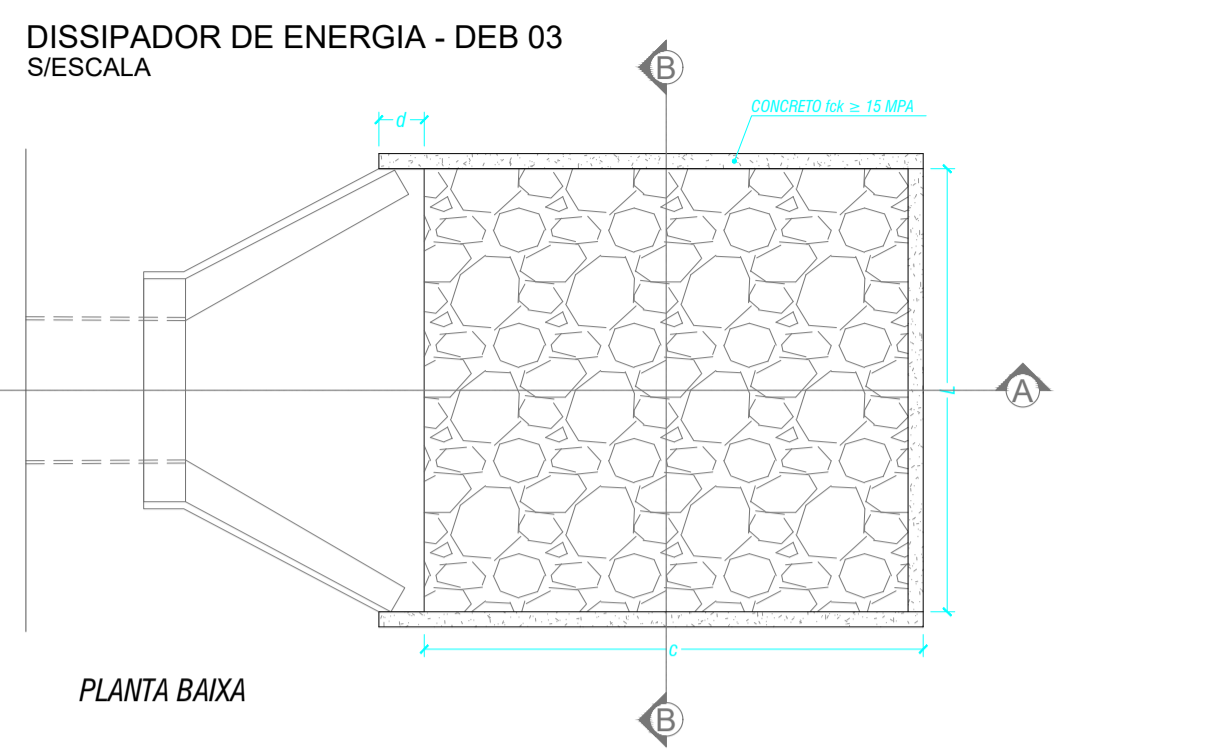 DISSIPADOR DE ENERGIA - DEB 03
S/ESCALA
B
CONCRETO fck ≥ 15 MPA
d
A
L
C
PLANTA BAIXA
B